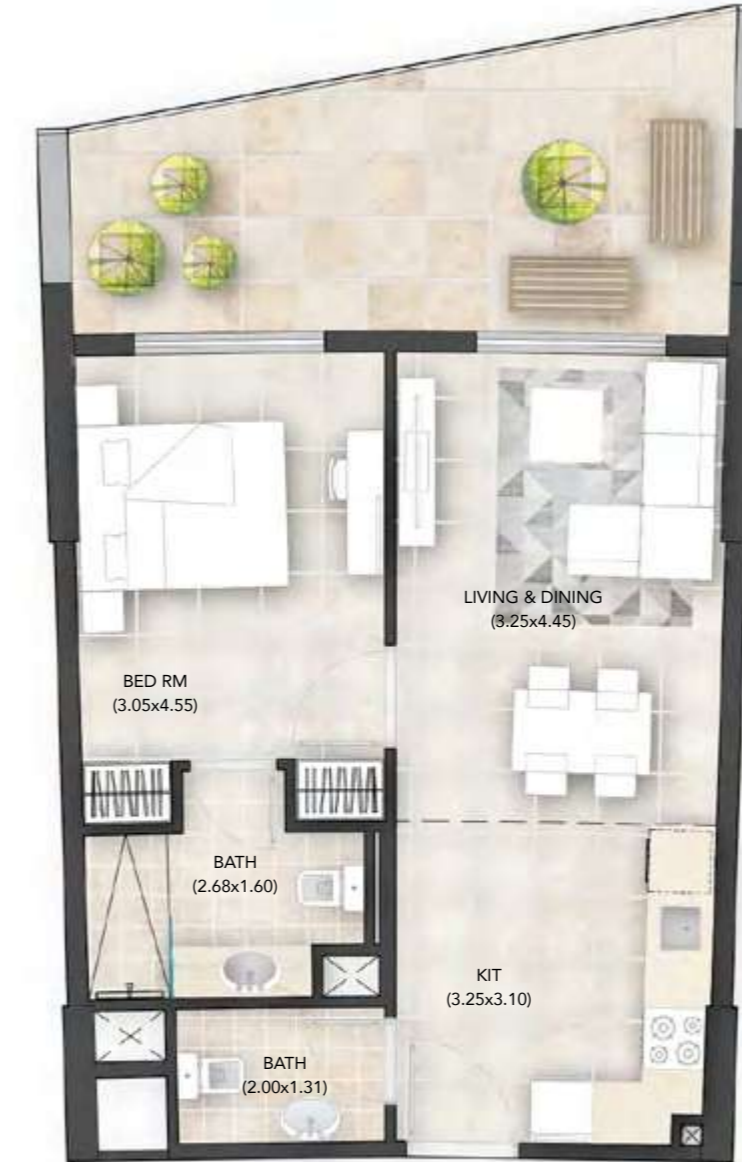 LIVING & DINING
(3.25x4.45)
BED RM
(3.05x4.55)
BATH
(2.68x1.60)
KIT
(3.25x3.10)
BATH
(2.00x1.31)